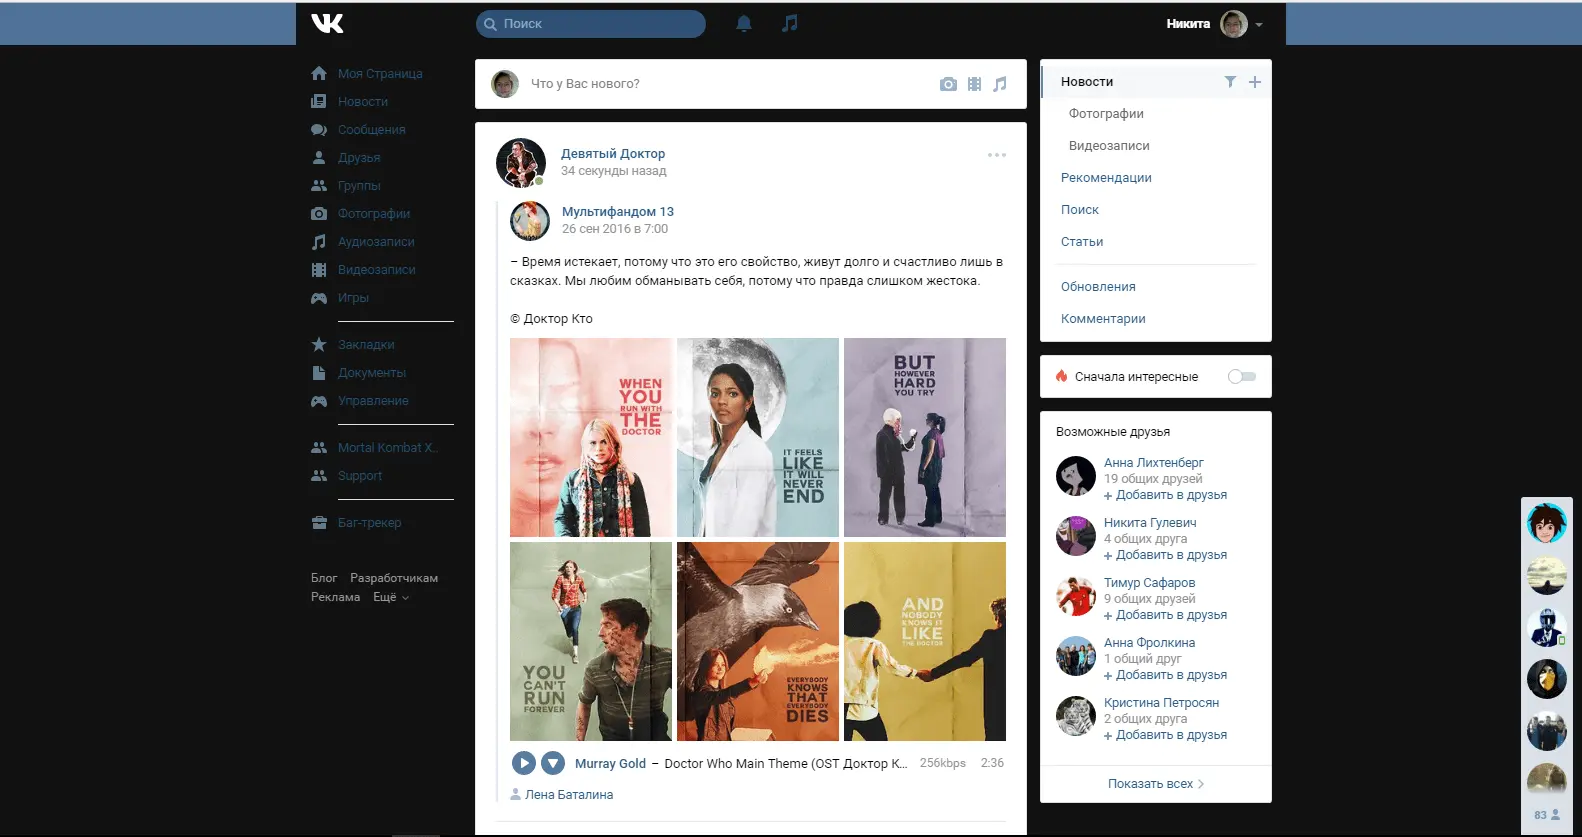 Поиск
Никита
Моя Страница
Новости
Сообщения
Друзья
Группы
Фотографии
Аудиозаписи
Видеозаписи
Игры
Закладки
Документы
Управление
Mortal Kombat X..
Support
Баг-трекер
Блог Разработчикам
Реклама Ещё
Что у Вас нового?
Девятый Доктор
34 секунды назад
Мультифандом 13
26 сен 2016 в 7:00
– Время истекает, потому что это его свойство, живут долго и счастливо лишь в
сказках. Мы любим обманывать себя, потому что правда слишком жестока.
© Доктор Кто
WHEN
YOU
RUN WITH
THE
DOCTOR
IT FEELS
LIKE
IT WILL
NEVER
END
BUT
HOWEVER
HARD
YOU TRY
YOU
CAN'T
RUN
FOREVER
EVERYBODY
KNOWS
THAT
EVERYBODY
DIES
AND
NOBODY
KNOWS IT
LIKE
THE DOCTOR
Murray Gold – Doctor Who Main Theme (OST Доктор К... 256kbps 2:36
Лена Баталина
Новости
Фотографии
Видеозаписи
Рекомендации
Поиск
Статьи
Обновления
Комментарии
Сначала интересные
Возможные друзья
Анна Лихтенберг
19 общих друзей
+ Добавить в друзья
Никита Гулевич
4 общих друга
+ Добавить в друзья
Тимур Сафаров
9 общих друзей
+ Добавить в друзья
Анна Фролкина
1 общий друг
+ Добавить в друзья
Кристина Петросян
2 общих друга
+ Добавить в друзья
Показать всех
83